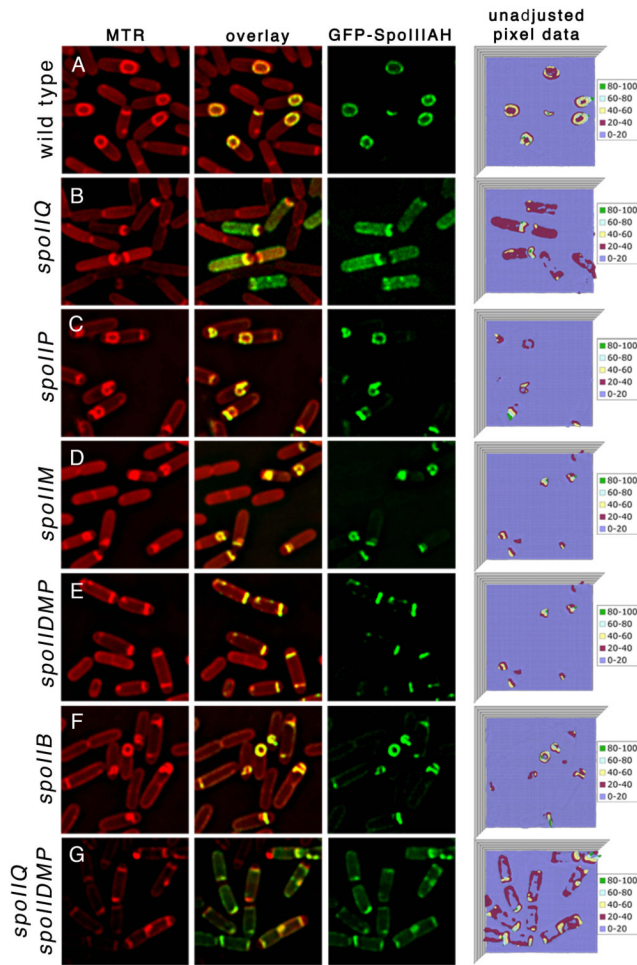 MTR overlay GFP-SpoIIIAH unadjusted pixel data
A
wild type
80-100
60-80
40-60
20-40
0-20
B
spoIIQ
80-100
60-80
40-60
20-40
0-20
C
spoIIP
80-100
60-80
40-60
20-40
0-20
D
spoIIM
80-100
60-80
40-60
20-40
0-20
E
spoIIDMP
80-100
60-80
40-60
20-40
0-20
F
spoIIB
80-100
60-80
40-60
20-40
0-20
G
spoIIQ
spoIIDMP
80-100
60-80
40-60
20-40
0-20